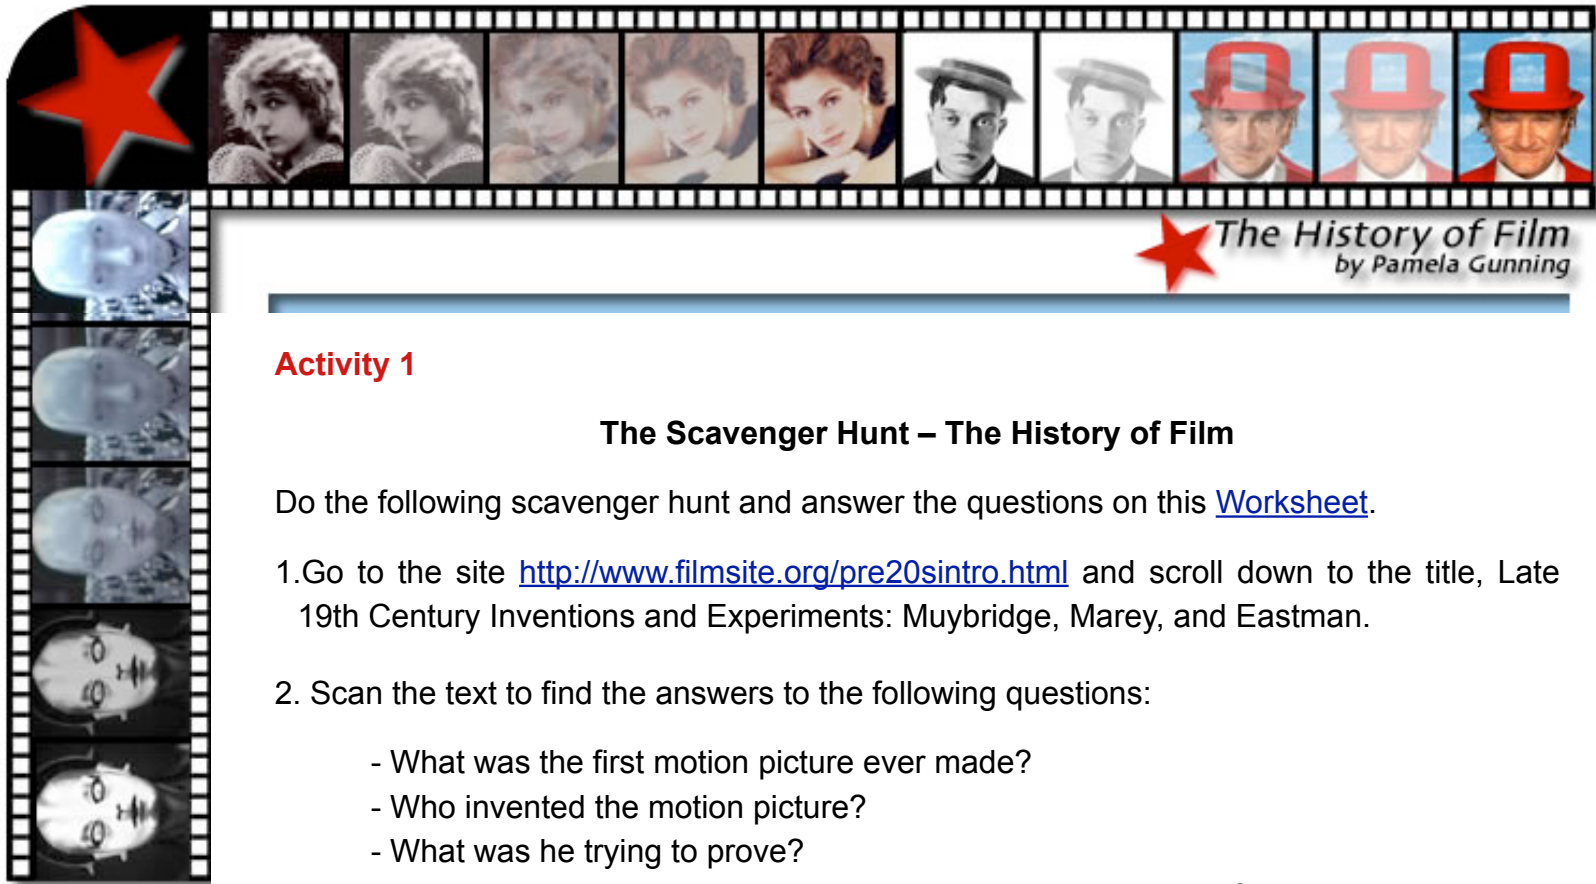 The History of Film
by Pamela Gunning
Activity 1
The Scavenger Hunt – The History of Film
Do the following scavenger hunt and answer the questions on this Worksheet.
1.Go to the site http://www.filmsite.org/pre20sintro.html and scroll down to the title, Late
19th Century Inventions and Experiments: Muybridge, Marey, and Eastman.
2. Scan the text to find the answers to the following questions:
- What was the first motion picture ever made?
- Who invented the motion picture?
- What was he trying to prove?